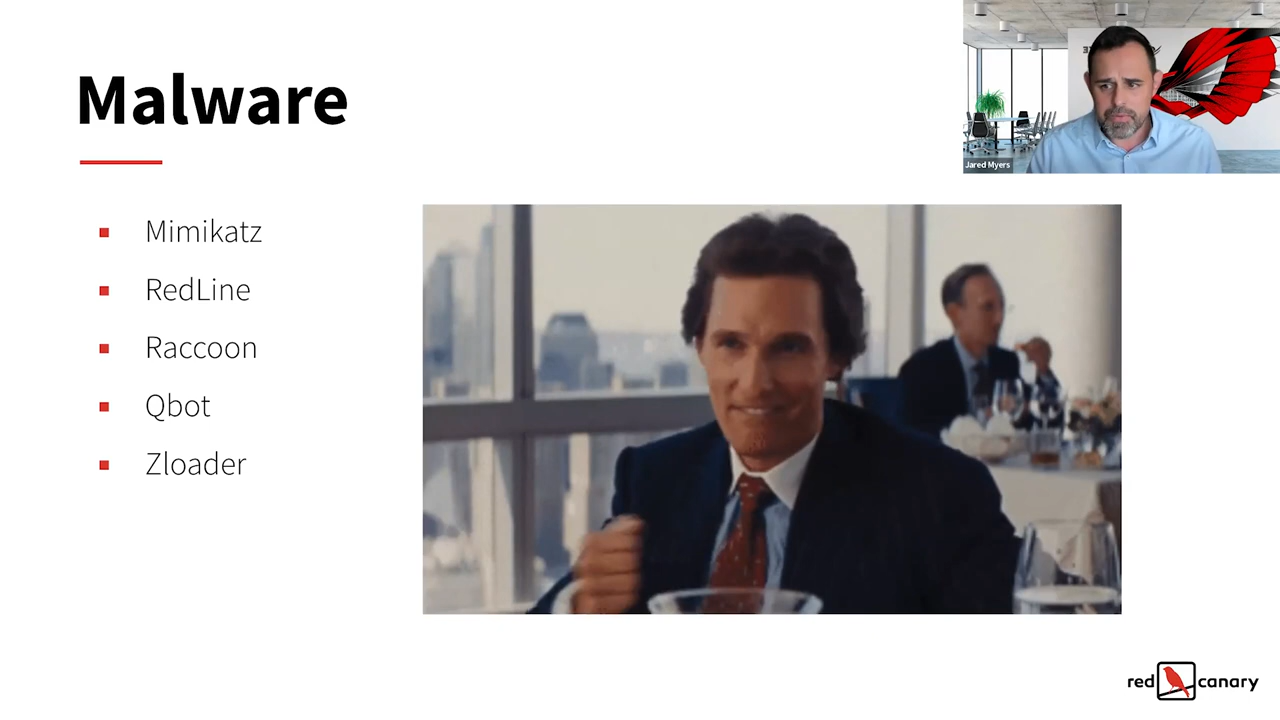 Malware
Mimikatz
RedLine
Raccoon
Qbot
Zloader
Jared Myers
red canary